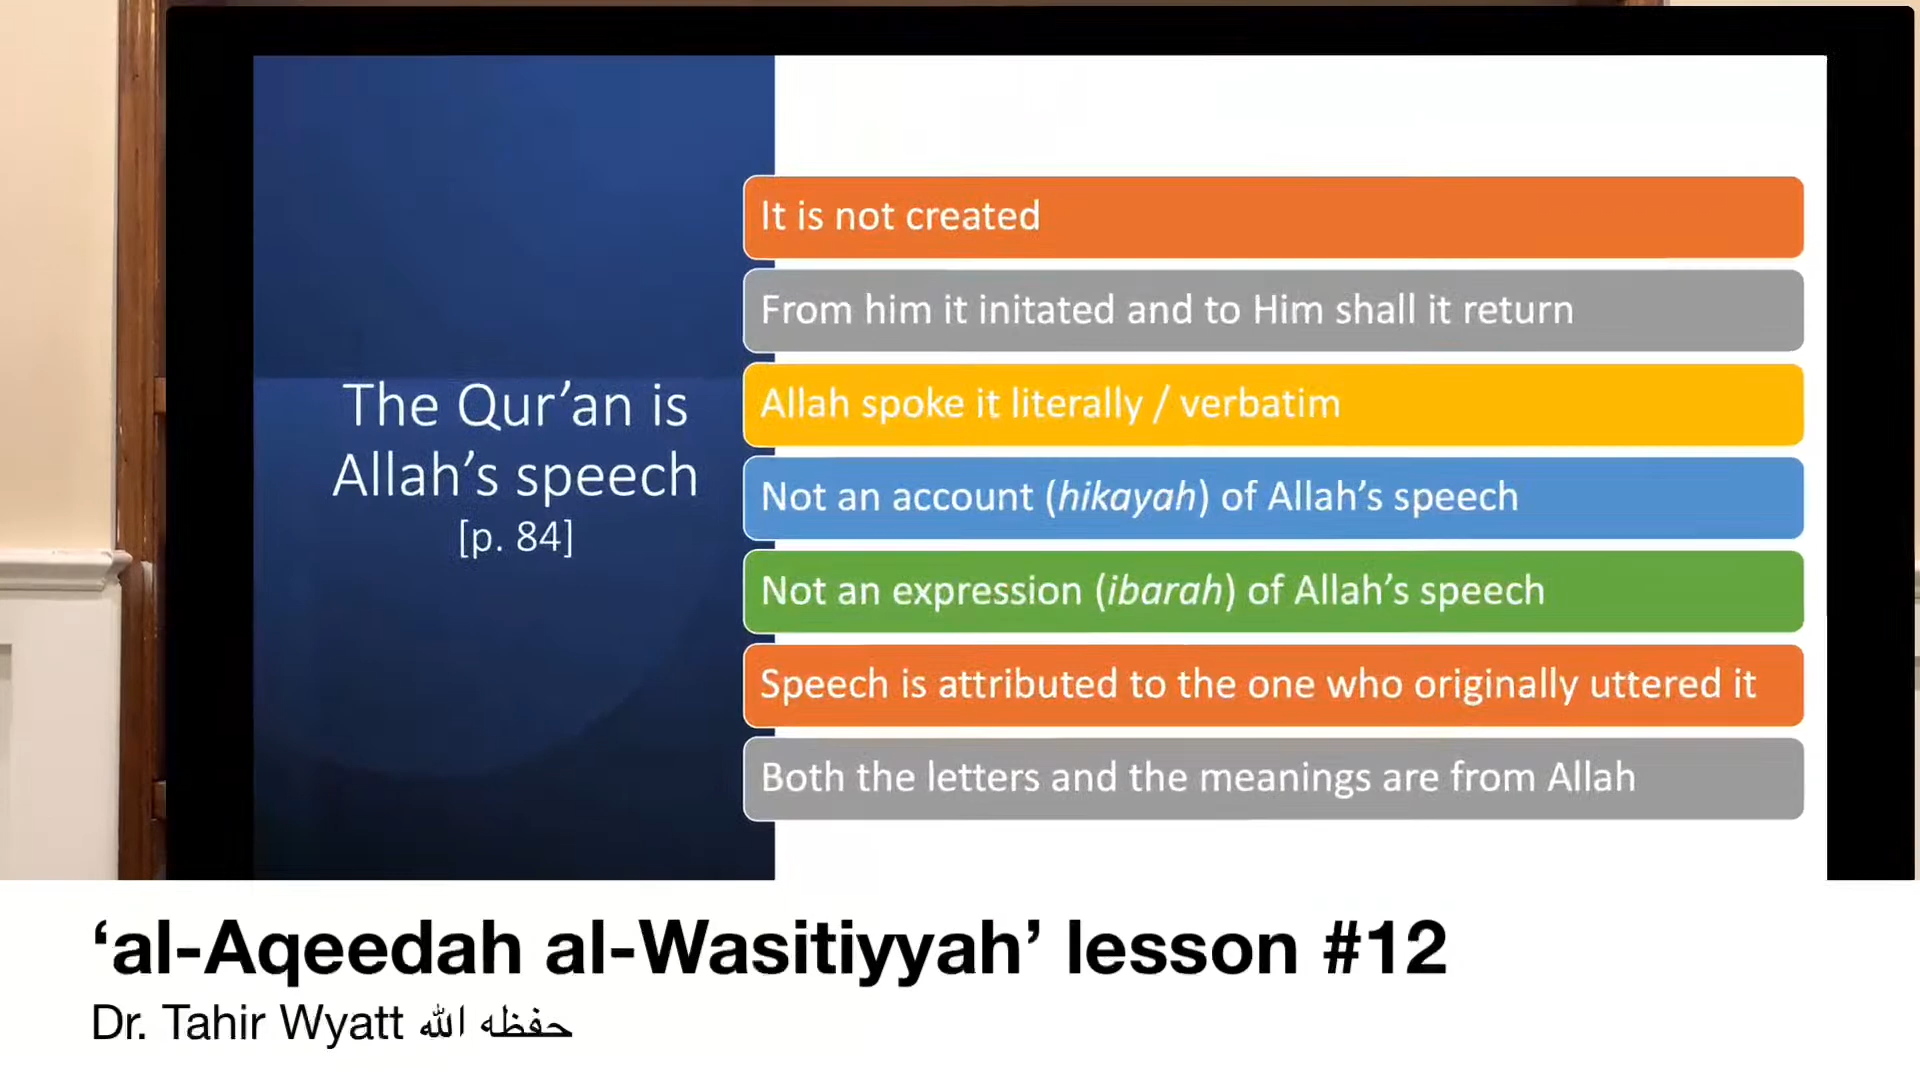 The Qur’an is
Allah’s speech
[p. 84]
It is not created
From him it initated and to Him shall it return
Allah spoke it literally / verbatim
Not an account (hikayah) of Allah’s speech
Not an expression (ibarah) of Allah’s speech
Speech is attributed to the one who originally uttered it
Both the letters and the meanings are from Allah
‘al-Aqeedah al-Wasitiyyah’ lesson #12
Dr. Tahir Wyatt حفظه الله